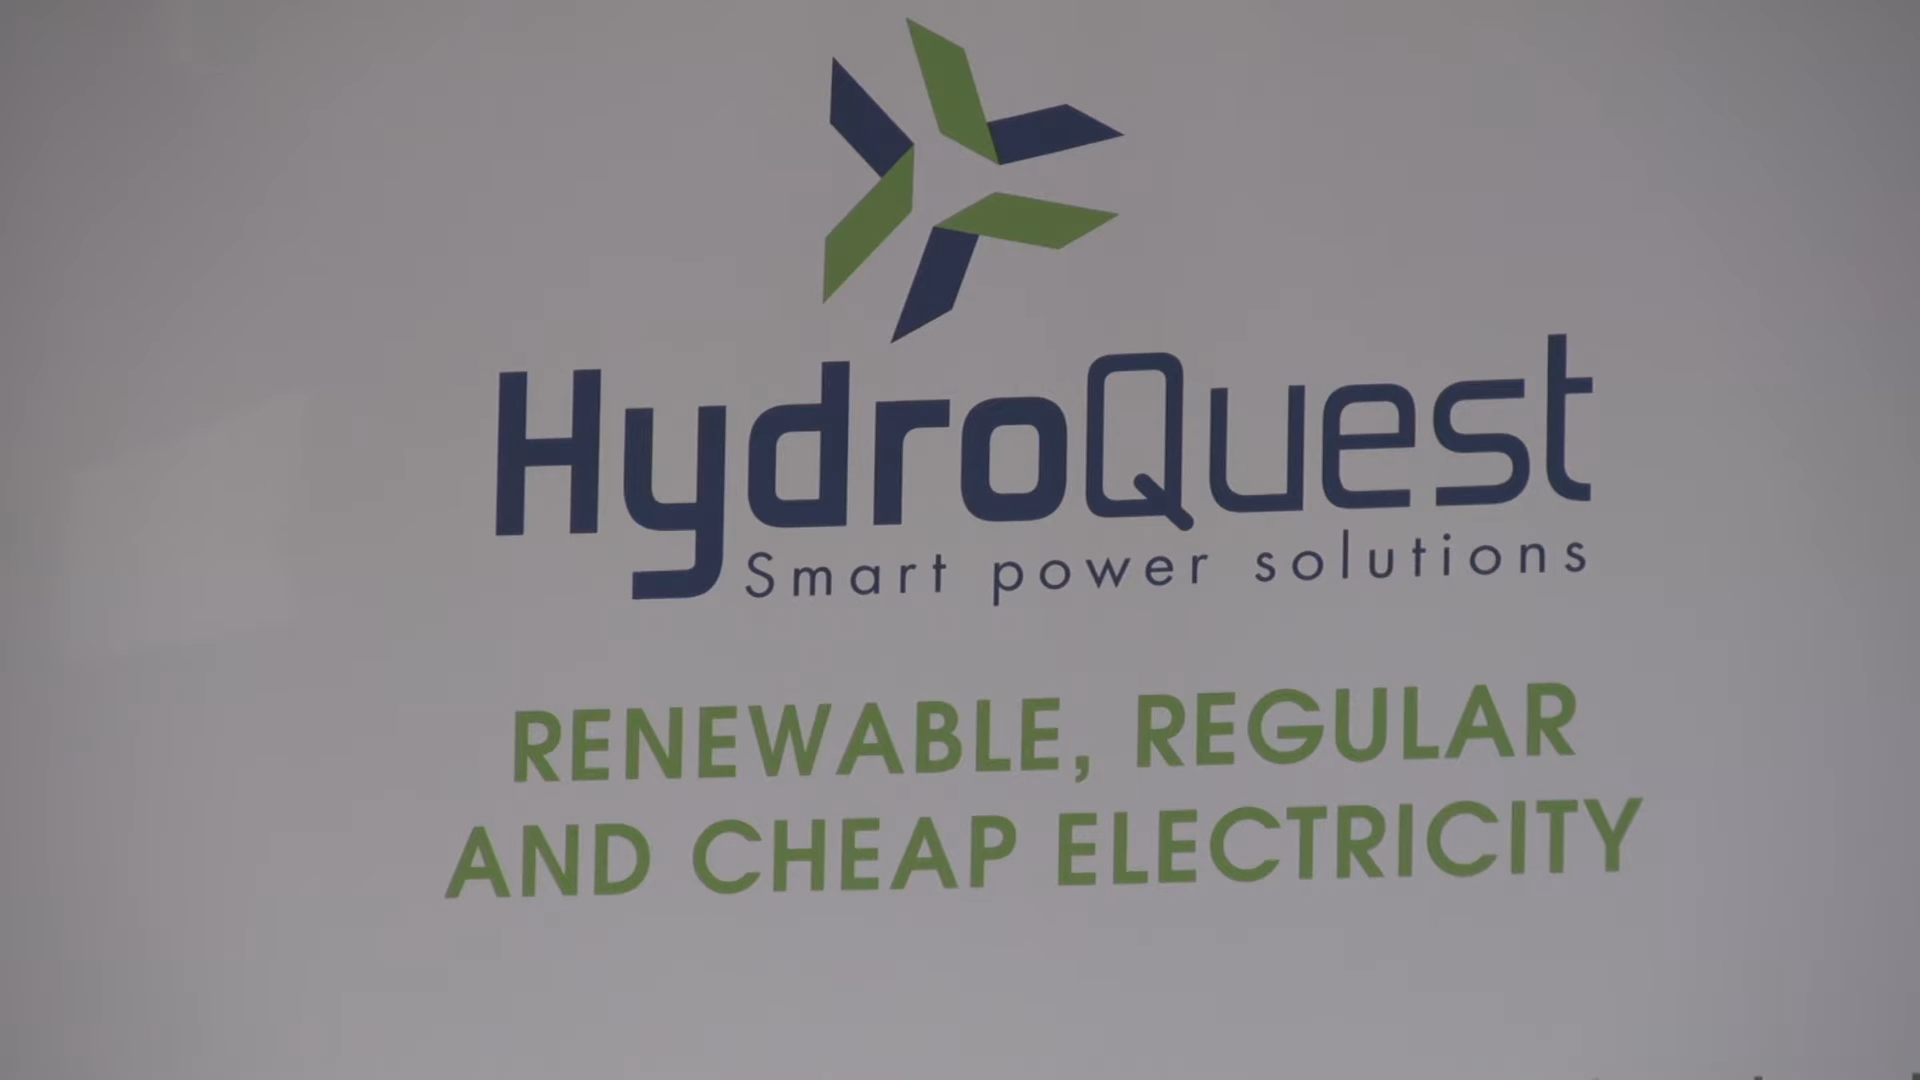 HydroQuest
Smart power solutions
RENEWABLE, REGULAR
AND CHEAP ELECTRICITY